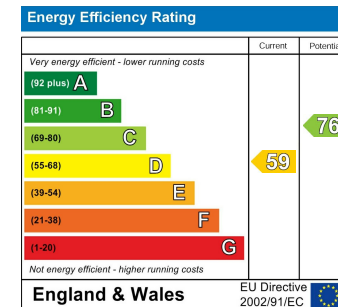 Energy Efficiency Rating
Current Potentia
Very energy efficient - lower running costs
(92 plus) A
(81-91) B
(69-80) C
(55-68) D
(39-54) E
(21-38) F
(1-20) G
76
59
Not energy efficient - higher running costs
England & Wales
EU Directive
2002/91/EC